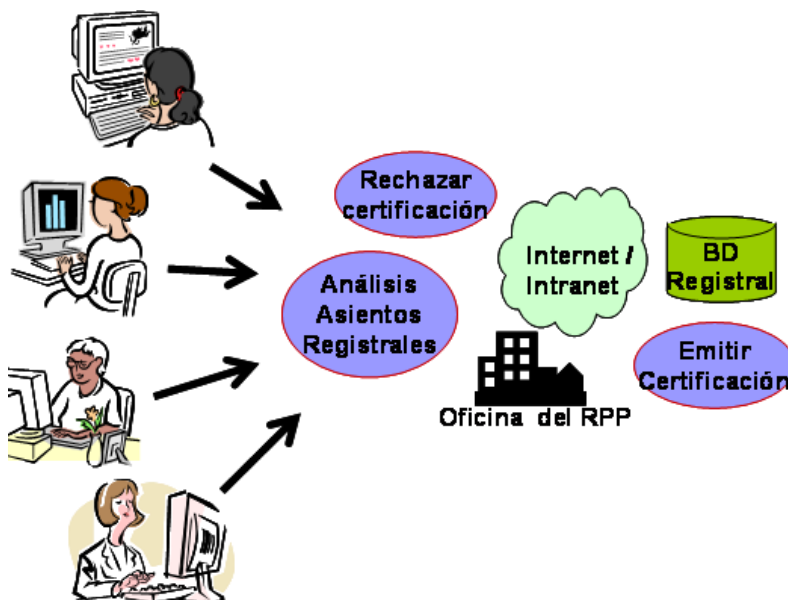 Rechazar
certificación
Análisis
Asientos
Registrales
Internet /
Intranet
BD
Registral
Emitir
Certificación
Oficina del RPP